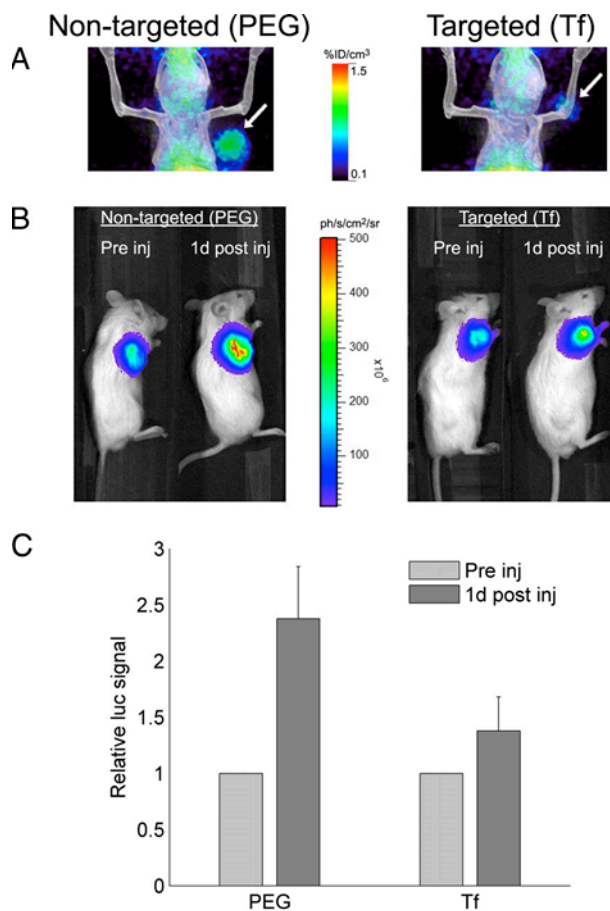 Non-targeted (PEG)
Targeted (Tf)
A
%ID/cm3
1.5
0.1
B
Non-targeted (PEG)
Pre inj
1d post inj
ph/s/cm2/sr
500
400
300
200
100
x10^6
Targeted (Tf)
Pre inj
1d post inj
C
Relative luc signal
3
2.5
2
1.5
1
0.5
0
PEG
Tf
Pre inj
1d post inj